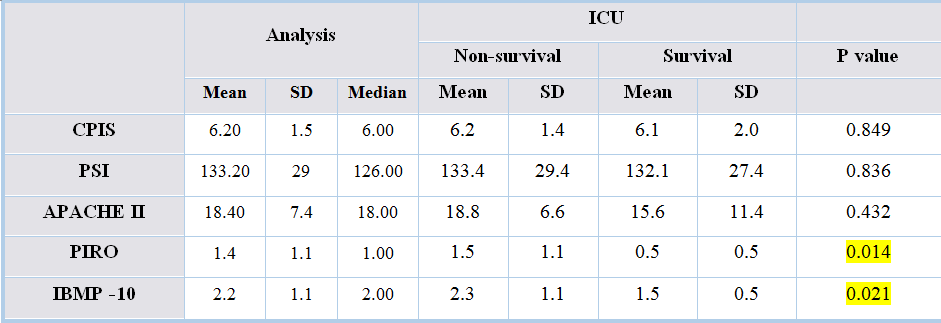 Analysis ICU
Non-survival Survival P value
Mean SD Median Mean SD Mean SD
CPIS 6.20 1.5 6.00 6.2 1.4 6.1 2.0 0.849
PSI 133.20 29 126.00 133.4 29.4 132.1 27.4 0.836
APACHE II 18.40 7.4 18.00 18.8 6.6 15.6 11.4 0.432
PIRO 1.4 1.1 1.00 1.5 1.1 0.5 0.5 0.014
IBMP -10 2.2 1.1 2.00 2.3 1.1 1.5 0.5 0.021